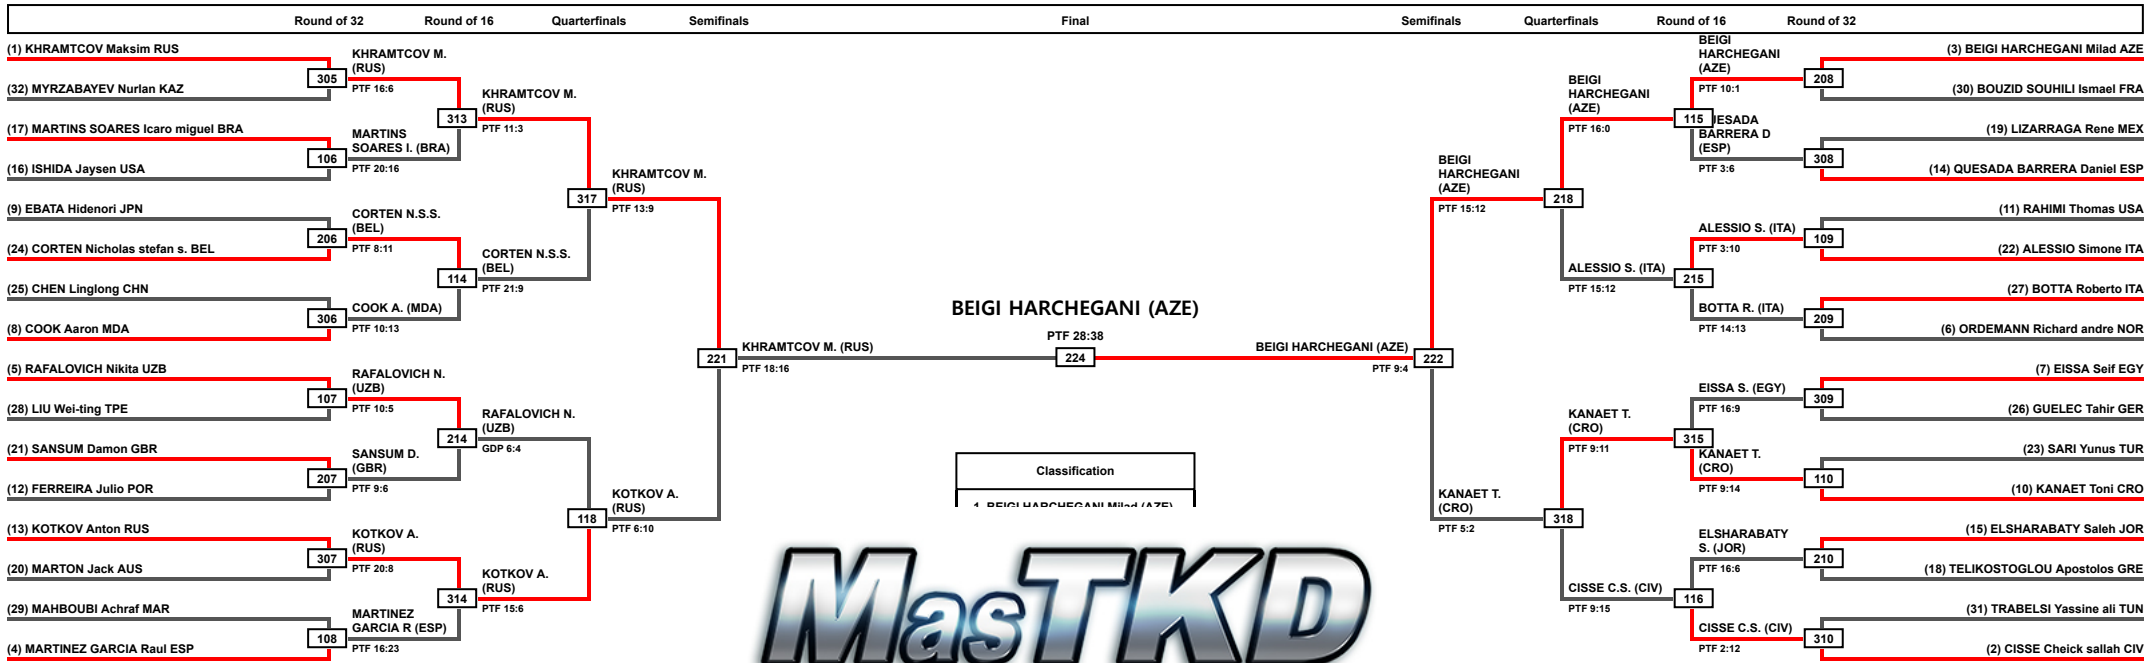 Round of 32
Round of 16
Quarterfinals
Semifinals
Final
Semifinals
Quarterfinals
Round of 16
Round of 32
(1) KHRAMTCOV Maksim RUS
(32) MYRZABAYEV Nurlan KAZ
(17) MARTINS SOARES Icaro miguel BRA
(16) ISHIDA Jaysen USA
(9) EBATA Hidenori JPN
(24) CORTEN Nicholas stefan s. BEL
(25) CHEN Linglong CHN
(8) COOK Aaron MDA
(5) RAFALOVICH Nikita UZB
(28) LIU Wei-ting TPE
(21) SANSUM Damon GBR
(12) FERREIRA Julio POR
(13) KOTKOV Anton RUS
(20) MARTON Jack AUS
(29) MAHBOUBI Achraf MAR
(4) MARTINEZ GARCIA Raul ESP
305
106
206
306
107
207
307
108
KHRAMTCOV M.
(RUS)
PTF 16:6
MARTINS
SOARES I. (BRA)
PTF 20:16
CORTEN N.S.S.
(BEL)
PTF 8:11
COOK A. (MDA)
PTF 10:13
RAFALOVICH N.
(UZB)
PTF 10:5
SANSUM D.
(GBR)
PTF 9:6
KOTKOV A.
(RUS)
PTF 20:8
MARTINEZ
GARCIA R (ESP)
PTF 16:23
313
114
214
314
KHRAMTCOV M.
(RUS)
PTF 11:3
CORTEN N.S.S.
(BEL)
PTF 21:9
RAFALOVICH N.
(UZB)
GDP 6:4
KOTKOV A.
(RUS)
PTF 15:6
317
118
KHRAMTCOV M.
(RUS)
PTF 13:9
KOTKOV A.
(RUS)
PTF 6:10
221
KHRAMTCOV M. (RUS)
PTF 18:16
BEIGI HARCHEGANI (AZE)
PTF 28:38
224
Classification
1. BEIGI HARCHEGANI Milad (AZE)
MasTKD
BEIGI HARCHEGANI (AZE)
PTF 9:4
222
BEIGI
HARCHEGANI
(AZE)
PTF 15:12
KANAET T.
(CRO)
PTF 5:2
218
318
BEIGI
HARCHEGANI
(AZE)
PTF 16:0
ALESSIO S. (ITA)
PTF 15:12
KANAET T.
(CRO)
PTF 9:11
CISSE C.S. (CIV)
PTF 9:15
115
215
315
116
BEIGI
HARCHEGANI
(AZE)
PTF 10:1
UESADA
BARRERA D
(ESP)
PTF 3:6
ALESSIO S. (ITA)
PTF 3:10
BOTTA R. (ITA)
PTF 14:13
EISSA S. (EGY)
PTF 16:9
KANAET T.
(CRO)
PTF 9:14
ELSHARABATY
S. (JOR)
PTF 16:6
CISSE C.S. (CIV)
PTF 2:12
208
308
109
209
309
110
210
310
(3) BEIGI HARCHEGANI Milad AZE
(30) BOUZID SOUHILI Ismael FRA
(19) LIZARRAGA Rene MEX
(14) QUESADA BARRERA Daniel ESP
(11) RAHIMI Thomas USA
(22) ALESSIO Simone ITA
(27) BOTTA Roberto ITA
(6) ORDEMANN Richard andre NOR
(7) EISSA Seif EGY
(26) GUELEC Tahir GER
(23) SARI Yunus TUR
(10) KANAET Toni CRO
(15) ELSHARABATY Saleh JOR
(18) TELIKOSTOGLOU Apostolos GRE
(31) TRABELSI Yassine ali TUN
(2) CISSE Cheick sallah CIV